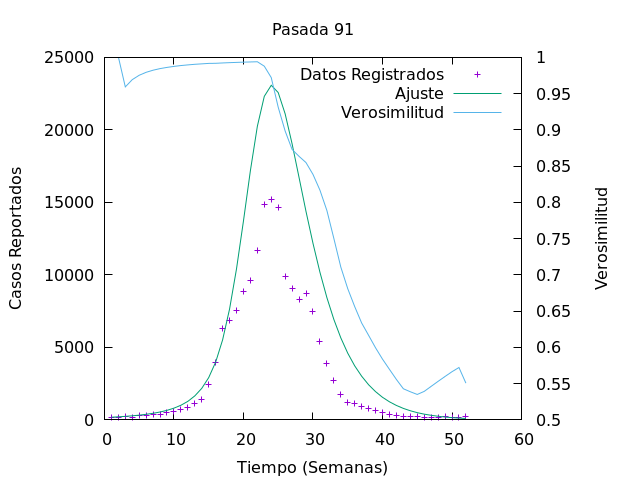 Pasada 91
Datos Registrados
Ajuste
Verosimilitud
25000
20000
15000
10000
5000
0
1
0.95
0.9
0.85
0.8
0.75
0.7
0.65
0.6
0.55
0.5
0 10 20 30 40 50 60
Casos Reportados
Verosimilitud
Tiempo (Semanas)